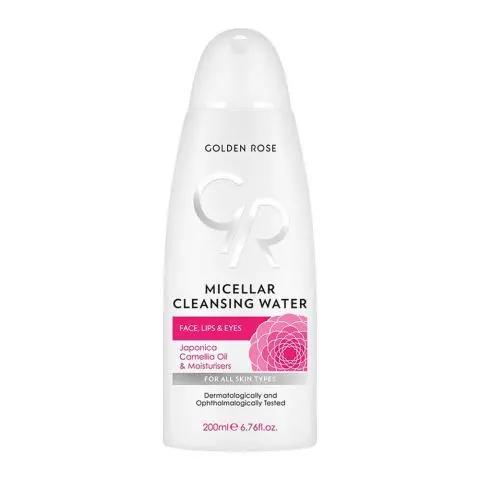 GOLDEN ROSE
GR
MICELLAR
CLEANSING WATER
FACE, LIPS & EYES
Japonica
Camellia Oil
& Moisturisers
FOR ALL SKIN TYPES
Dermatologically and
Ophthalmologically Tested
200ml℮ 6.76fl.oz.